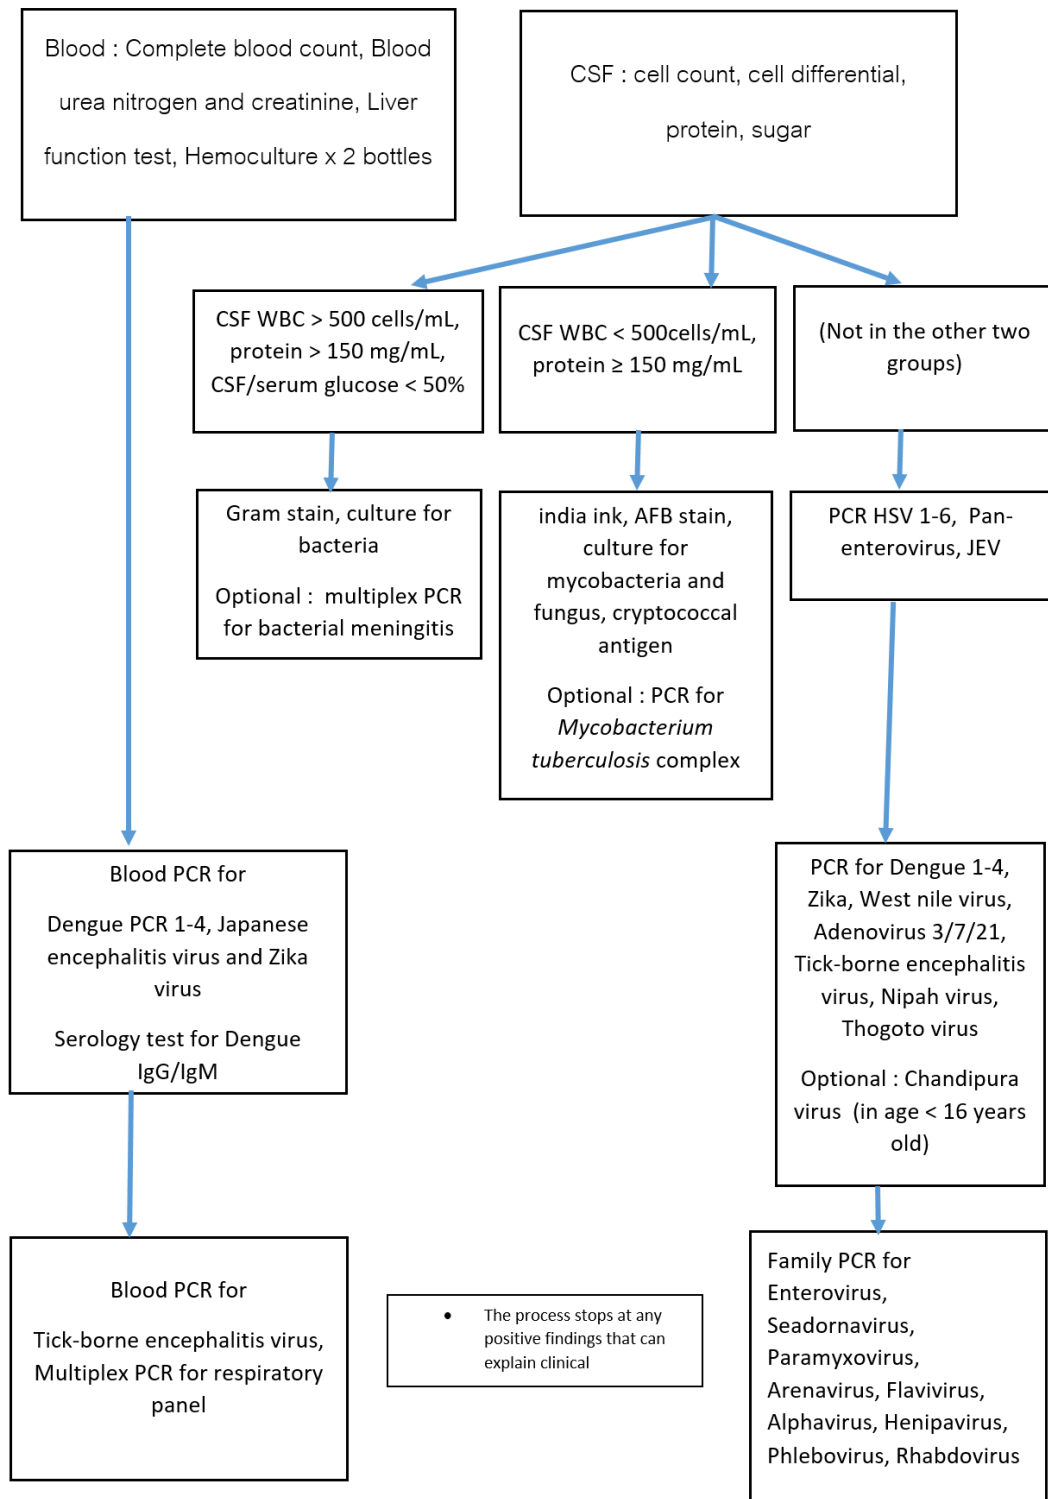 Blood : Complete blood count, Blood
urea nitrogen and creatinine, Liver
function test, Hemoculture x 2 bottles
CSF : cell count, cell differential,
protein, sugar
CSF WBC > 500 cells/mL,
protein > 150 mg/mL,
CSF/serum glucose < 50%
CSF WBC < 500cells/mL,
protein ≥ 150 mg/mL
(Not in the other two
groups)
Gram stain, culture for
bacteria
Optional :  multiplex PCR
for bacterial meningitis
india ink, AFB stain,
culture for
mycobacteria and
fungus, cryptococcal
antigen
Optional : PCR for
Mycobacterium
tuberculosis complex
PCR HSV 1-6,  Pan-
enterovirus, JEV
Blood PCR for
Dengue PCR 1-4, Japanese
encephalitis virus and Zika
virus
Serology test for Dengue
IgG/IgM
PCR for Dengue 1-4,
Zika, West nile virus,
Adenovirus 3/7/21,
Tick-borne encephalitis
virus, Nipah virus,
Thogoto virus
Optional : Chandipura
virus  (in age < 16 years
old)
Blood PCR for
Tick-borne encephalitis virus,
Multiplex PCR for respiratory
panel
• The process stops at any
positive findings that can
explain clinical
Family PCR for
Enterovirus,
Seadornavirus,
Paramyxovirus,
Arenavirus, Flavivirus,
Alphavirus, Henipavirus,
Phlebovirus, Rhabdovirus